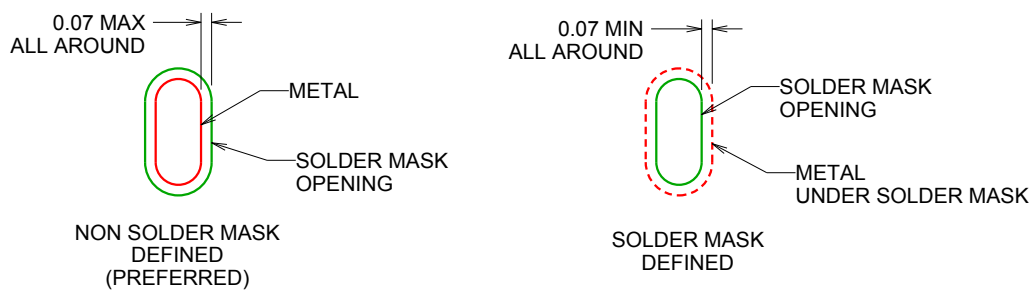 0.07 MAX
ALL AROUND
METAL
SOLDER MASK
OPENING
NON SOLDER MASK
DEFINED
(PREFERRED)
0.07 MIN
ALL AROUND
SOLDER MASK
OPENING
METAL
UNDER SOLDER MASK
SOLDER MASK
DEFINED